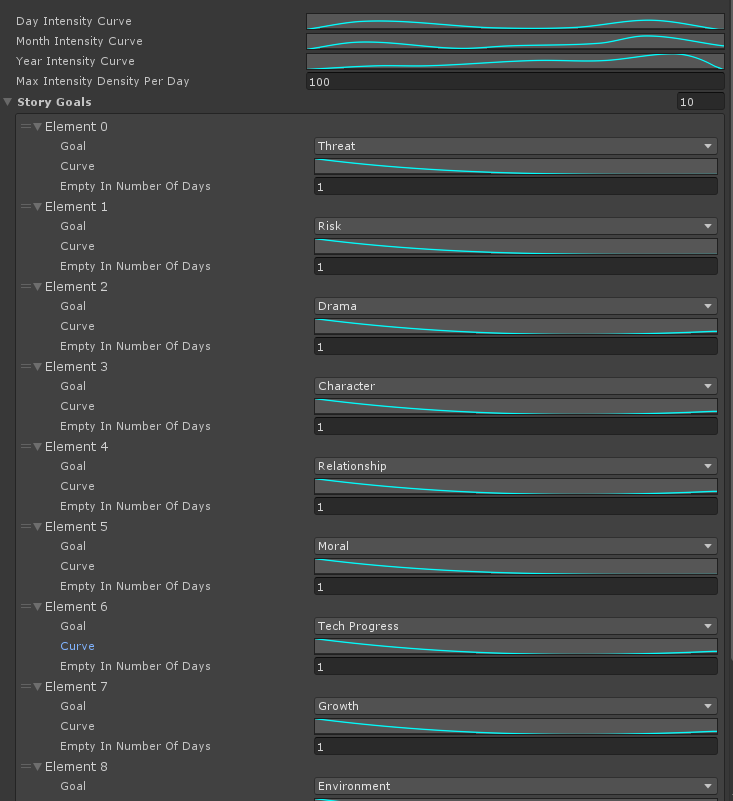 Day Intensity Curve
Month Intensity Curve
Year Intensity Curve
Max Intensity Density Per Day 100
Story Goals 10
Element 0
Goal Threat
Curve
Empty In Number Of Days 1
Element 1
Goal Risk
Curve
Empty In Number Of Days 1
Element 2
Goal Drama
Curve
Empty In Number Of Days 1
Element 3
Goal Character
Curve
Empty In Number Of Days 1
Element 4
Goal Relationship
Curve
Empty In Number Of Days 1
Element 5
Goal Moral
Curve
Empty In Number Of Days 1
Element 6
Goal Tech Progress
Curve
Empty In Number Of Days 1
Element 7
Goal Growth
Curve
Empty In Number Of Days 1
Element 8
Goal Environment